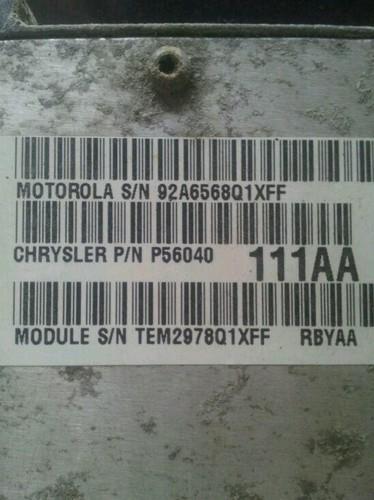 MOTOROLA S/N 92A6568Q1XFF
CHRYSLER P/N P56040 111AA
MODULE S/N TEM2978Q1XFF RBYAA